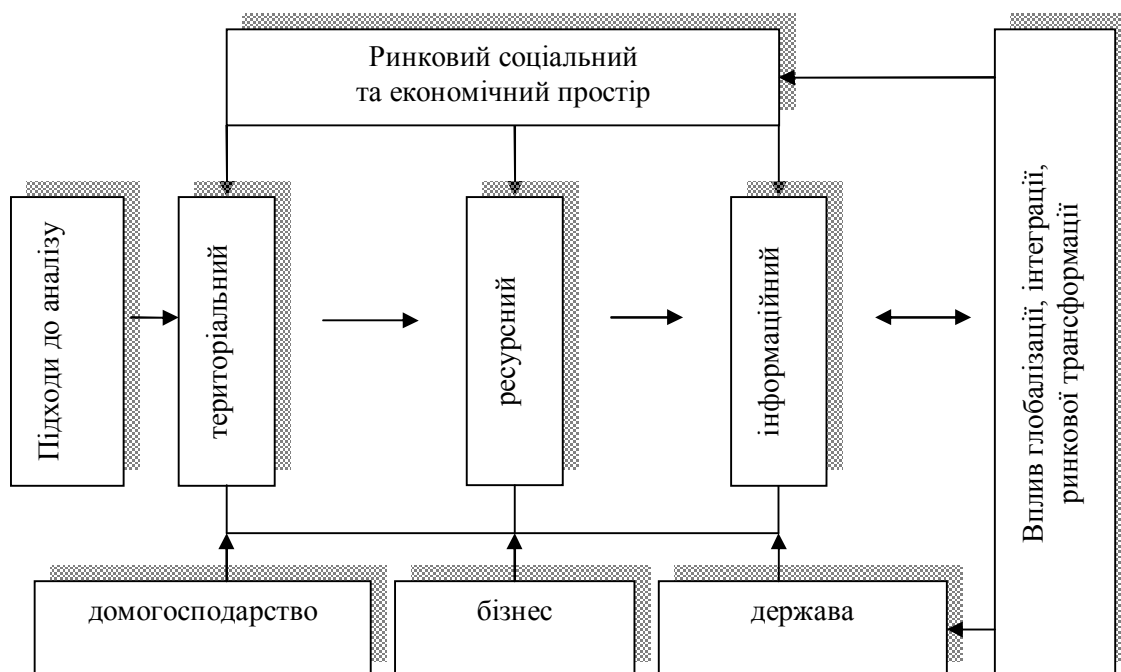 Ринковий соціальний
та економічний простір
Підходи до аналізу
територіальний
ресурсний
інформаційний
Вплив глобалізації, інтеграції,
ринкової трансформації
домогосподарство
бізнес
держава